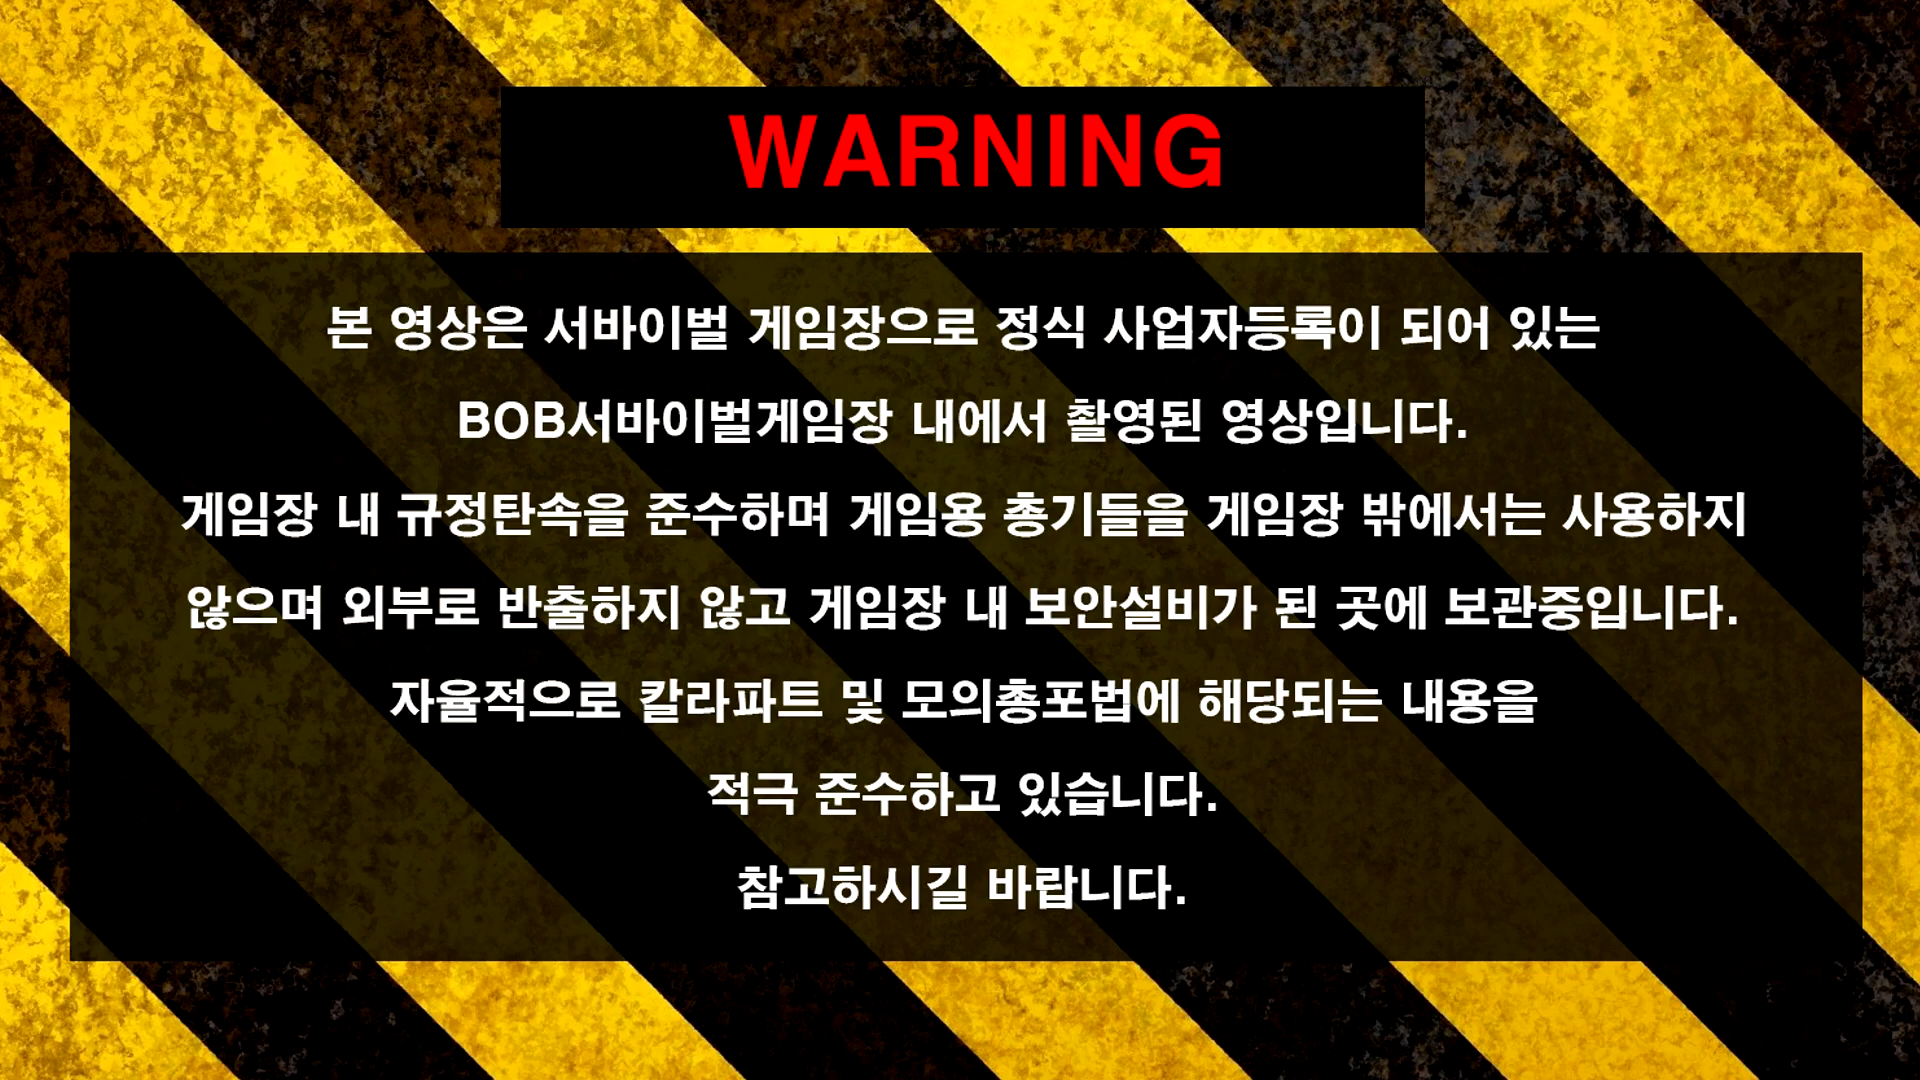 WARNING
본 영상은 서바이벌 게임장으로 정식 사업자등록이 되어 있는
BOB서바이벌게임장 내에서 촬영된 영상입니다.
게임장 내 규정탄속을 준수하며 게임용 총기들을 게임장 밖에서는 사용하지
않으며 외부로 반출하지 않고 게임장 내 보안설비가 된 곳에 보관중입니다.
자율적으로 칼라파트 및 모의총포법에 해당되는 내용을
적극 준수하고 있습니다.
참고하시길 바랍니다.